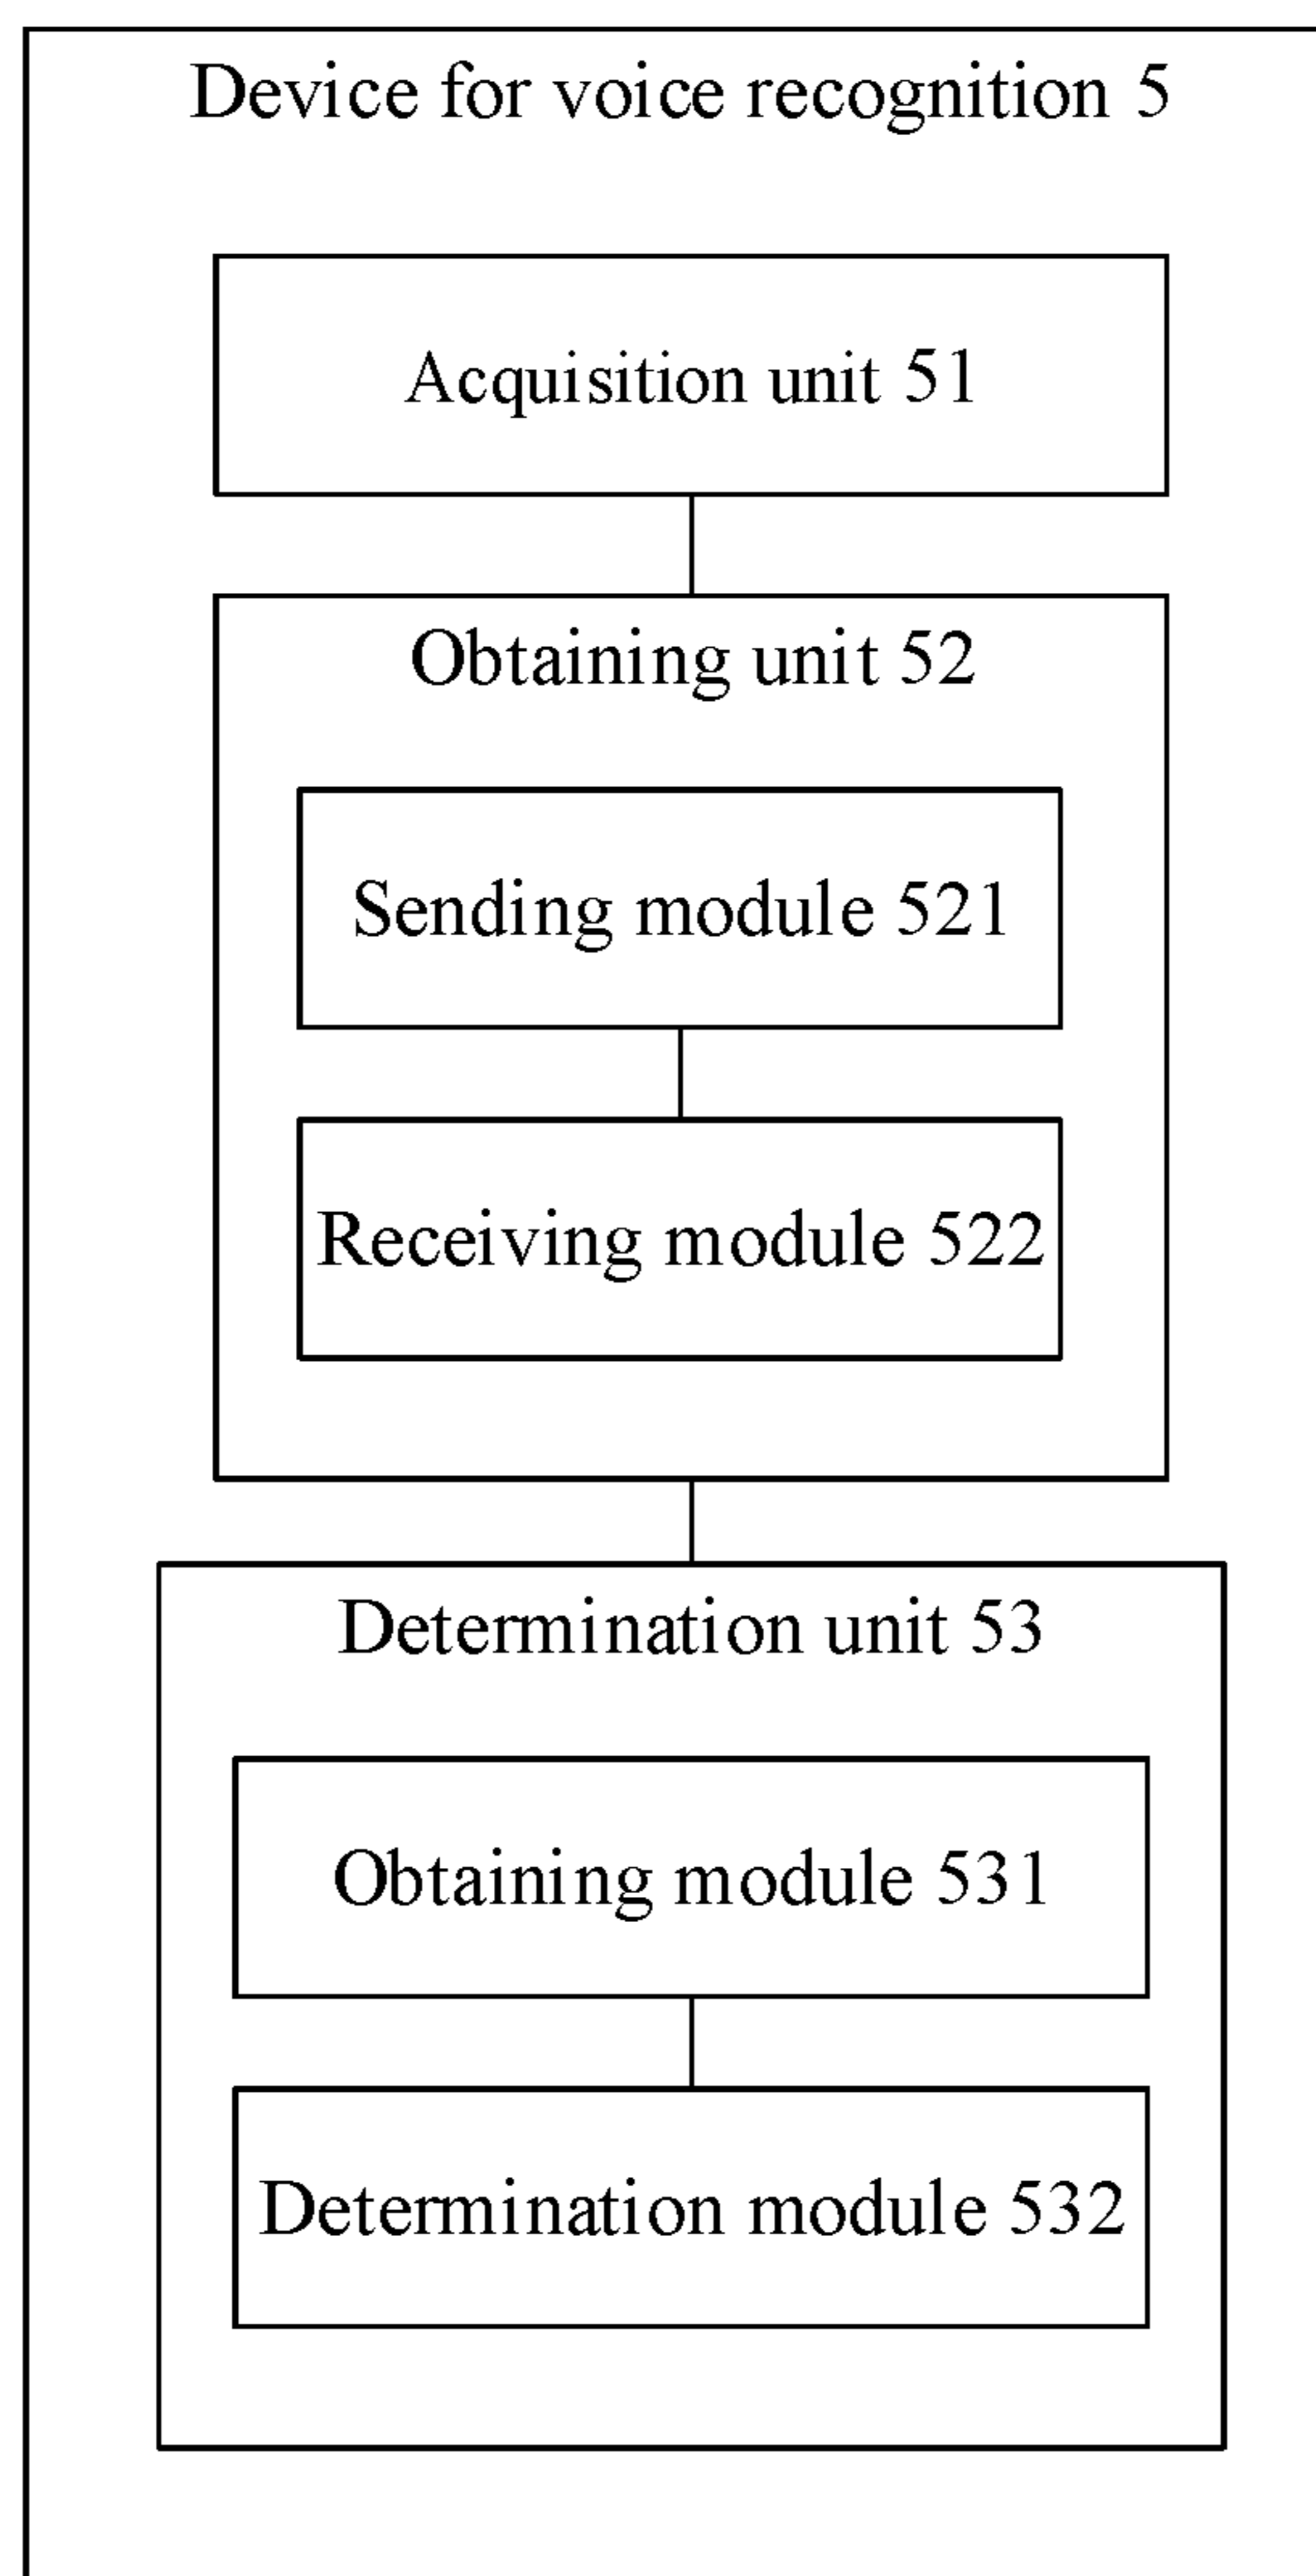 Device for voice recognition 5
Acquisition unit 51
Obtaining unit 52
Sending module 521
Receiving module 522
Determination unit 53
Obtaining module 531
Determination module 532